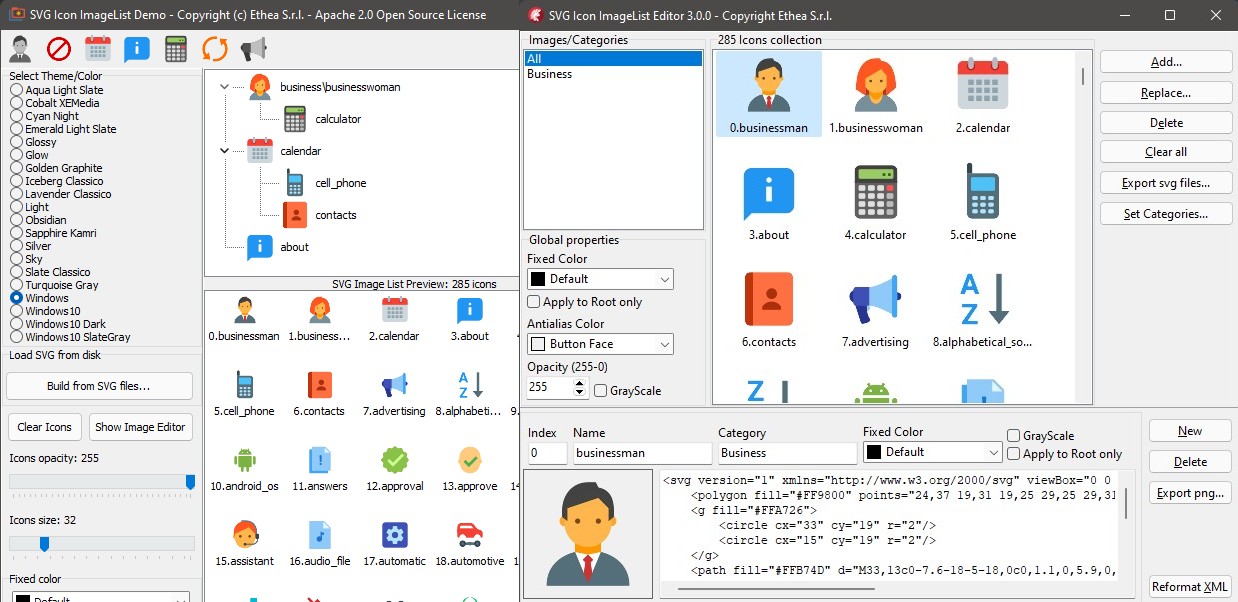 SVG Icon ImageList Demo - Copyright (c) Ethea S.r.l. - Apache 2.0 Open Source License
Select Theme/Color
Aqua Light Slate
Cobalt XEMedia
Cyan Night
Emerald Light Slate
Glossy
Glow
Golden Graphite
Iceberg Classico
Lavender Classico
Light
Obsidian
Sapphire Kamri
Silver
Sky
Slate Classico
Turquoise Gray
Windows
Windows10
Windows10 Dark
Windows10 SlateGray
Load SVG from disk
Build from SVG files...
Clear Icons
Show Image Editor
Icons opacity: 255
Icons size: 32
Fixed color
Default
business\businesswoman
calculator
calendar
cell_phone
contacts
about
SVG Image List Preview: 285 icons
0.businessman
1.business...
2.calendar
3.about
5.cell_phone
6.contacts
7.advertising
8.alphabeti...
9.
10.android_os
11.answers
12.approval
13.approve
14
15.assistant
16.audio_file
17.automatic
18.automotive
SVG Icon ImageList Editor 3.0.0 - Copyright Ethea S.r.l.
Images/Categories
All
Business
Global properties
Fixed Color
Default
Apply to Root only
Antialias Color
Button Face
Opacity (255-0)
255
GrayScale
285 Icons collection
0.businessman
1.businesswoman
2.calendar
3.about
4.calculator
5.cell_phone
6.contacts
7.advertising
A
Z
8.alphabetical_so...
Z
Add...
Replace...
Delete
Clear all
Export svg files...
Set Categories...
Index
0
Name
businessman
Category
Business
Fixed Color
Default
GrayScale
Apply to Root only
<svg version="1" xmlns="http://www.w3.org/2000/svg" viewBox="0 0
<polygon fill="#FF9800" points="24,37 19,31 19,25 29,25 29,31
<g fill="#FFA726">
<circle cx="33" cy="19" r="2"/>
<circle cx="15" cy="19" r="2"/>
</g>
<path fill="#FFB74D" d="M33,13c0-7.6-18-5-18,0c0,1.1,0,5.9,0,
New
Delete
Export png...
Reformat XML